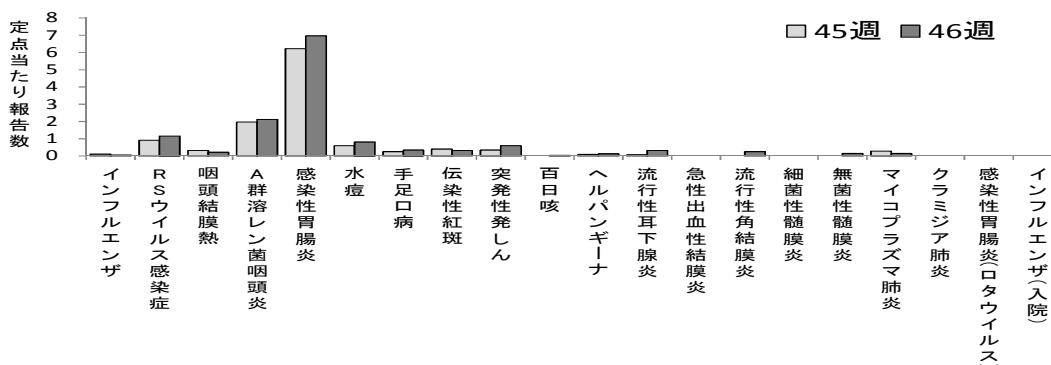 定点当たり報告数
8
7
6
5
4
3
2
1
0
45週 46週
インフルエンザ
RSウイルス感染症
咽頭結膜熱
A群溶レン菌咽頭炎
感染性胃腸炎
水痘
手足口病
伝染性紅斑
突発性発しん
百日咳
ヘルパンギーナ
流行性耳下腺炎
急性出血性結膜炎
流行性角結膜炎
細菌性髄膜炎
無菌性髄膜炎
マイコプラズマ肺炎
クラミジア肺炎
感染性胃腸炎(ロタウイルス)
インフルエンザ(入院)